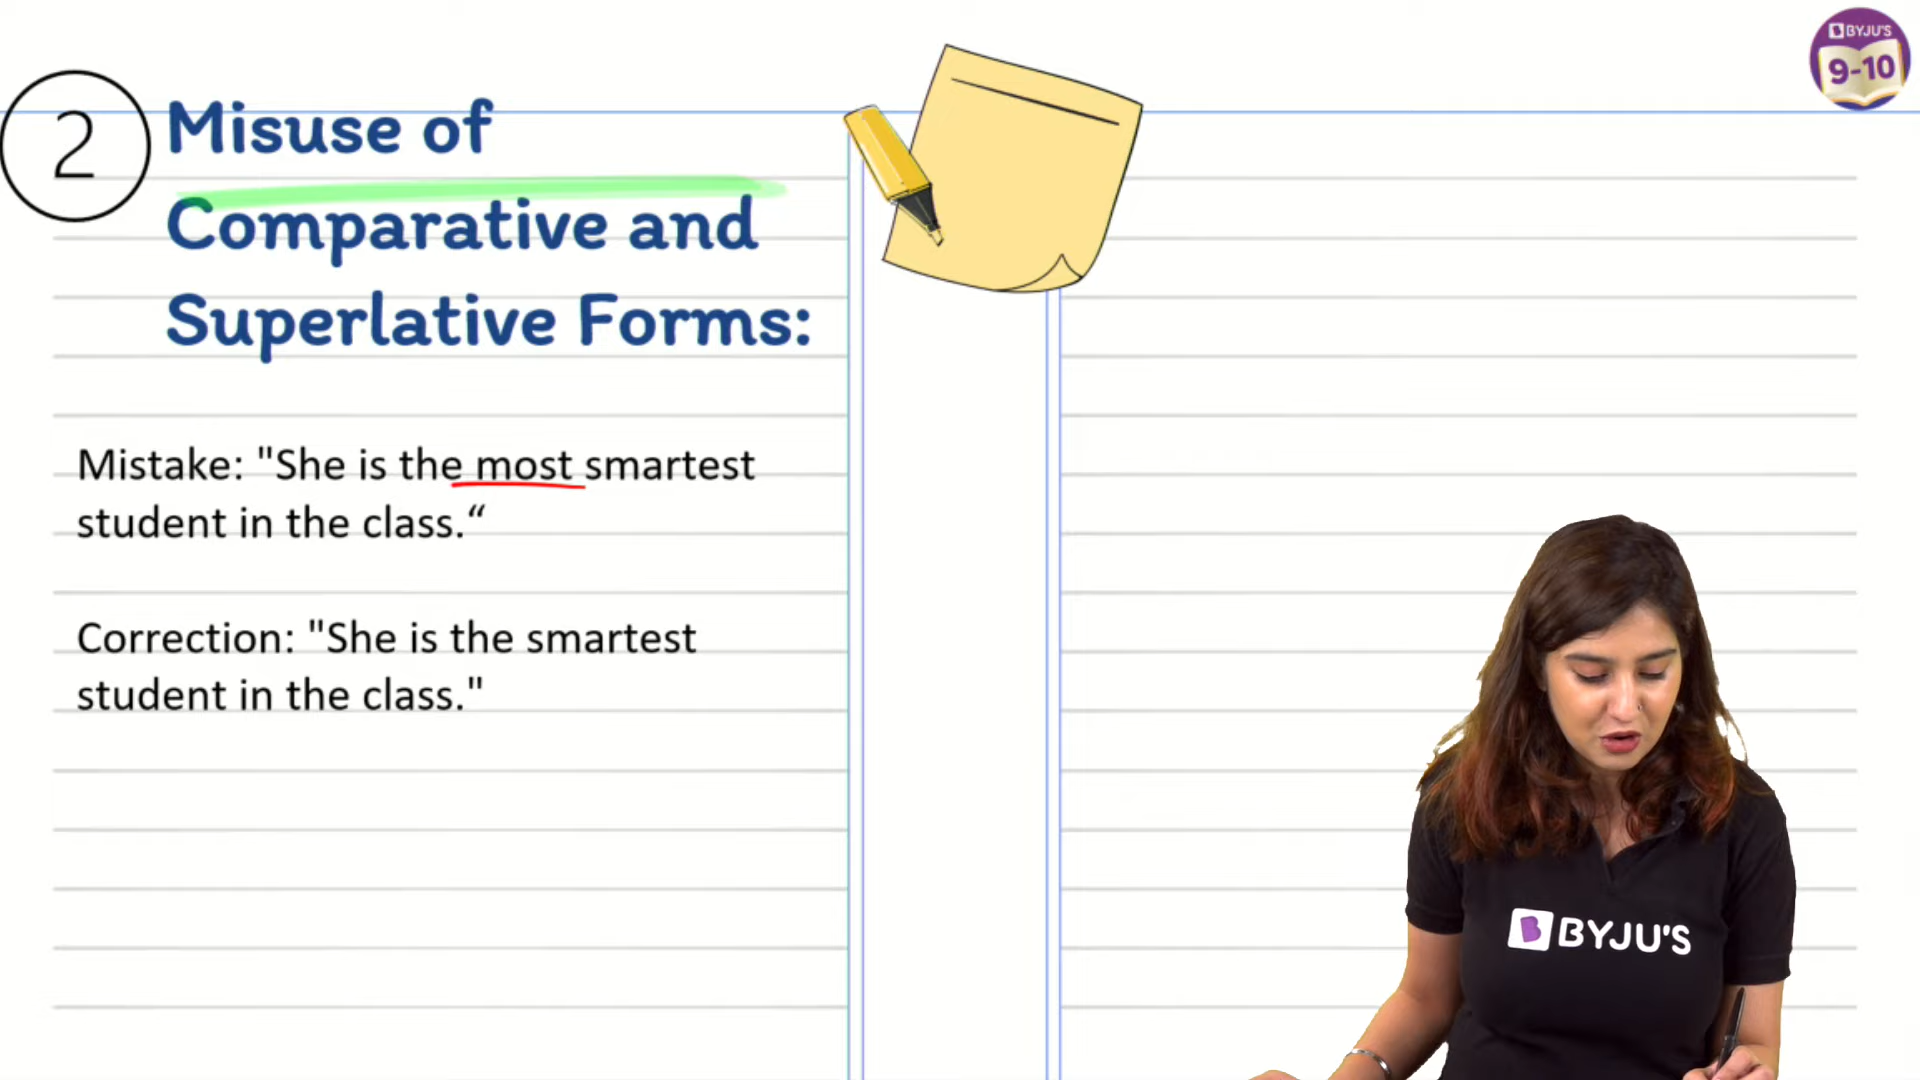 BYJU'S
9-10
2
Misuse of
Comparative and
Superlative Forms:
Mistake: "She is the most smartest
student in the class.“
Correction: "She is the smartest
student in the class."
B BYJU'S